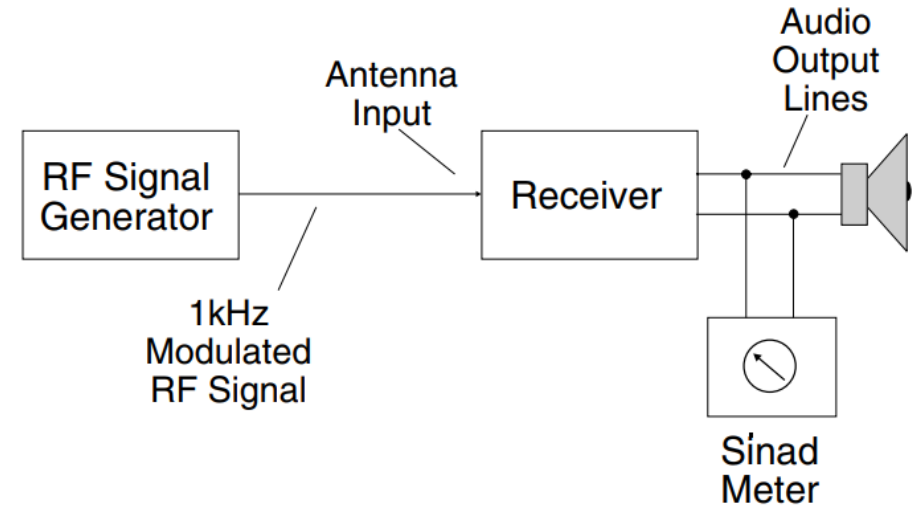 Audio
Output
Lines
Antenna
Input
RF Signal
Generator
Receiver
1kHz
Modulated
RF Signal
Sinad
Meter